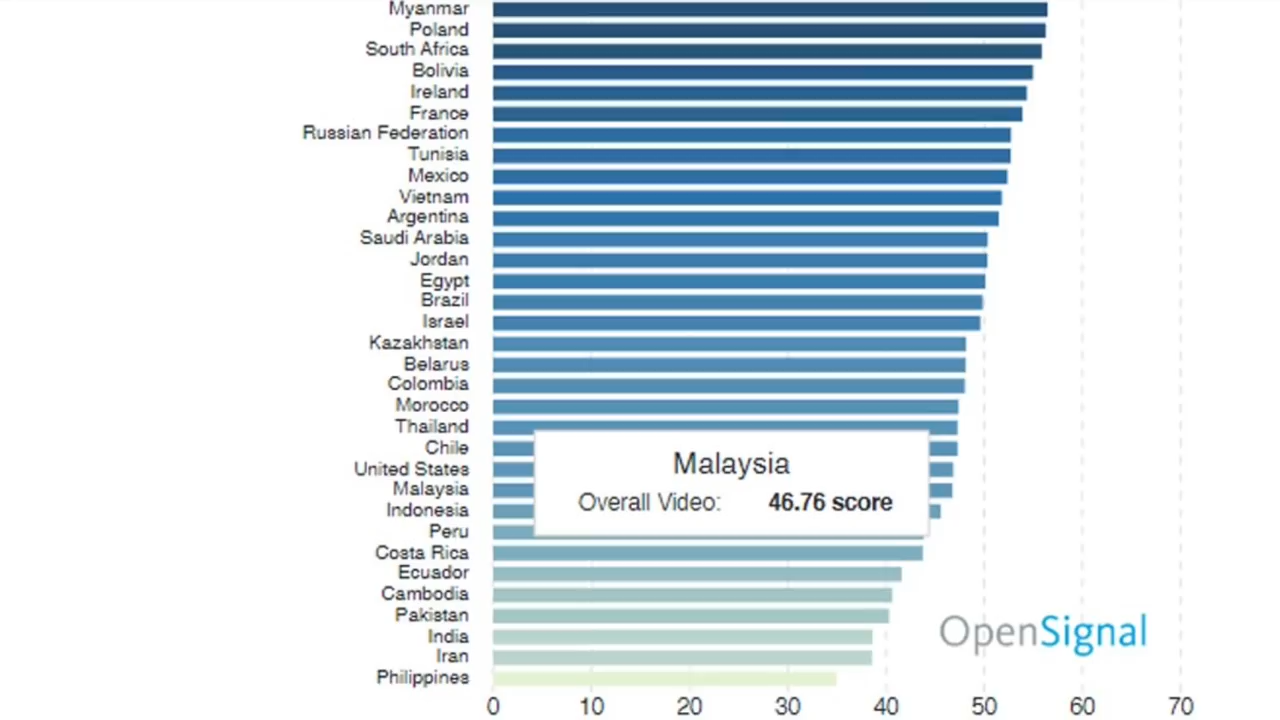 Myanmar
Poland
South Africa
Bolivia
Ireland
France
Russian Federation
Tunisia
Mexico
Vietnam
Argentina
Saudi Arabia
Jordan
Egypt
Brazil
Israel
Kazakhstan
Belarus
Colombia
Morocco
Thailand
Chile
United States
Malaysia
Indonesia
Peru
Costa Rica
Ecuador
Cambodia
Pakistan
India
Iran
Philippines
Malaysia
Overall Video: 46.76 score
OpenSignal
0 10 20 30 40 50 60 70